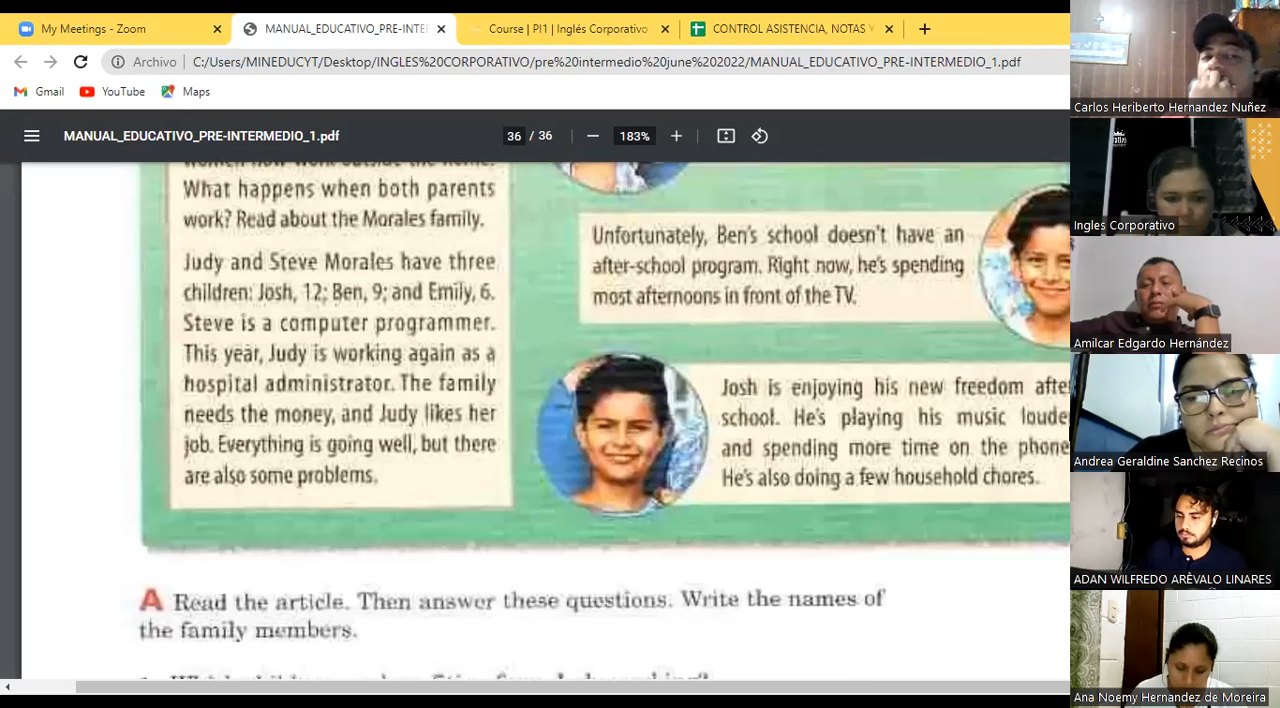 My Meetings - Zoom
MANUAL_EDUCATIVO_PRE-INTER
Course | PI1 | Inglés Corporativo
CONTROL ASISTENCIA, NOTAS Y
Archivo
C:/Users/MINEDUCYT/Desktop/INGLES%20CORPORATIVO/pre%20intermedio%20june%202022/MANUAL_EDUCATIVO_PRE-INTERMEDIO_1.pdf
Gmail
YouTube
Maps
MANUAL_EDUCATIVO_PRE-INTERMEDIO_1.pdf
36 / 36
183%
women now work outside the home.
What happens when both parents
work? Read about the Morales family.
Judy and Steve Morales have three
children: Josh, 12; Ben, 9; and Emily, 6.
Steve is a computer programmer.
This year, Judy is working again as a
hospital administrator. The family
needs the money, and Judy likes her
job. Everything is going well, but there
are also some problems.
Unfortunately, Ben's school doesn't have an
after-school program. Right now, he's spending
most afternoons in front of the TV.
Josh is enjoying his new freedom afte
school. He's playing his music loude
and spending more time on the phone
He's also doing a few household chores.
A Read the article. Then answer these questions. Write the names of
the family members.
Carlos Heriberto Hernandez Nuñez
Ingles Corporativo
Amilcar Edgardo Hernández
Andrea Geraldine Sanchez Recinos
ADAN WILFREDO ARÈVALO LINARES
Ana Noemy Hernandez de Moreira